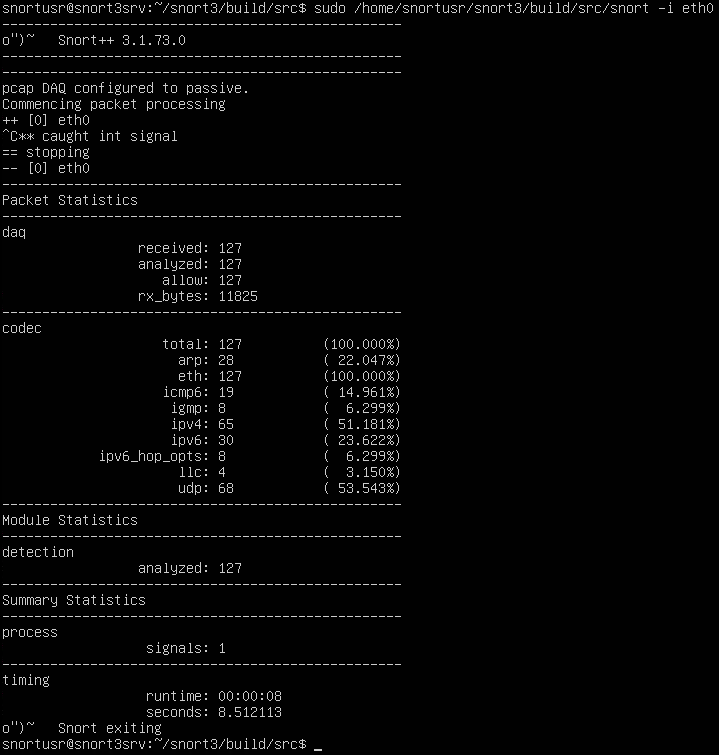 snortusr@snort3srv:~/snort3/build/src$ sudo /home/snortusr/snort3/build/src/snort -i eth0
--------------------------------------------------
o")~   Snort++ 3.1.73.0
--------------------------------------------------
--------------------------------------------------
pcap DAQ configured to passive.
Commencing packet processing
++ [0] eth0
^C** caught int signal
== stopping
-- [0] eth0
--------------------------------------------------
Packet Statistics
--------------------------------------------------
daq
                 received: 127
                 analyzed: 127
                    allow: 127
                 rx_bytes: 11825
--------------------------------------------------
codec
                    total: 127          (100.000%)
                      arp: 28           ( 22.047%)
                      eth: 127          (100.000%)
                    icmp6: 19           ( 14.961%)
                     igmp: 8            (  6.299%)
                     ipv4: 65           ( 51.181%)
                     ipv6: 30           ( 23.622%)
            ipv6_hop_opts: 8            (  6.299%)
                      llc: 4            (  3.150%)
                      udp: 68           ( 53.543%)
--------------------------------------------------
Module Statistics
--------------------------------------------------
detection
                 analyzed: 127
--------------------------------------------------
Summary Statistics
--------------------------------------------------
process
                  signals: 1
--------------------------------------------------
timing
                  runtime: 00:00:08
                  seconds: 8.512113
o")~   Snort exiting
snortusr@snort3srv:~/snort3/build/src$ _